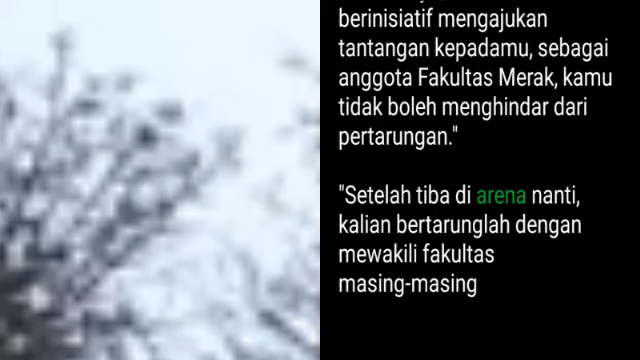 berinisiatif mengajukan
tantangan kepadamu, sebagai
anggota Fakultas Merak, kamu
tidak boleh menghindar dari
pertarungan."
"Setelah tiba di arena nanti,
kalian bertarunglah dengan
mewakili fakultas
masing-masing